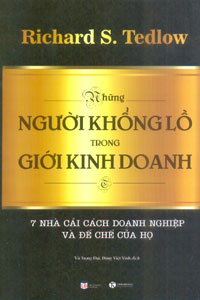 Richard S. Tedlow
Những
NGƯỜI KHỔNG LỒ
TRONG
GIỚI KINH DOANH
7 NHÀ CẢI CÁCH DOANH NGHIỆP
VÀ ĐẾ CHẾ CỦA HỌ